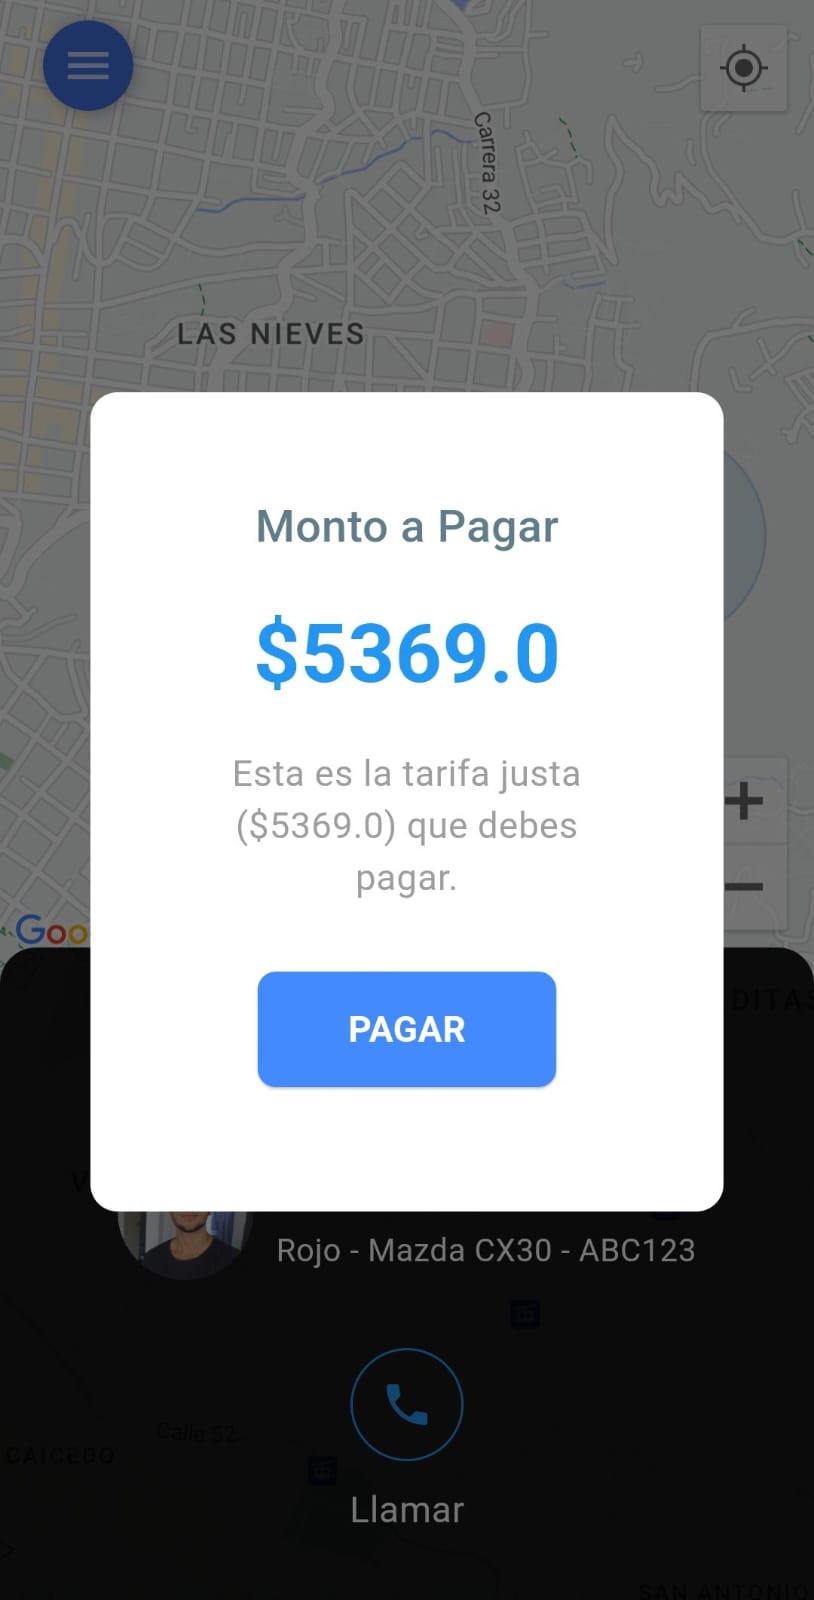 Carrera 32
LAS NIEVES
Monto a Pagar
$5369.0
Esta es la tarifa justa
($5369.0) que debes
pagar.
Goo
PAGAR
DITAS
Rojo - Mazda CX30 - ABC123
Calle 52
CAICEDO
Llamar
SAN ANTONIO